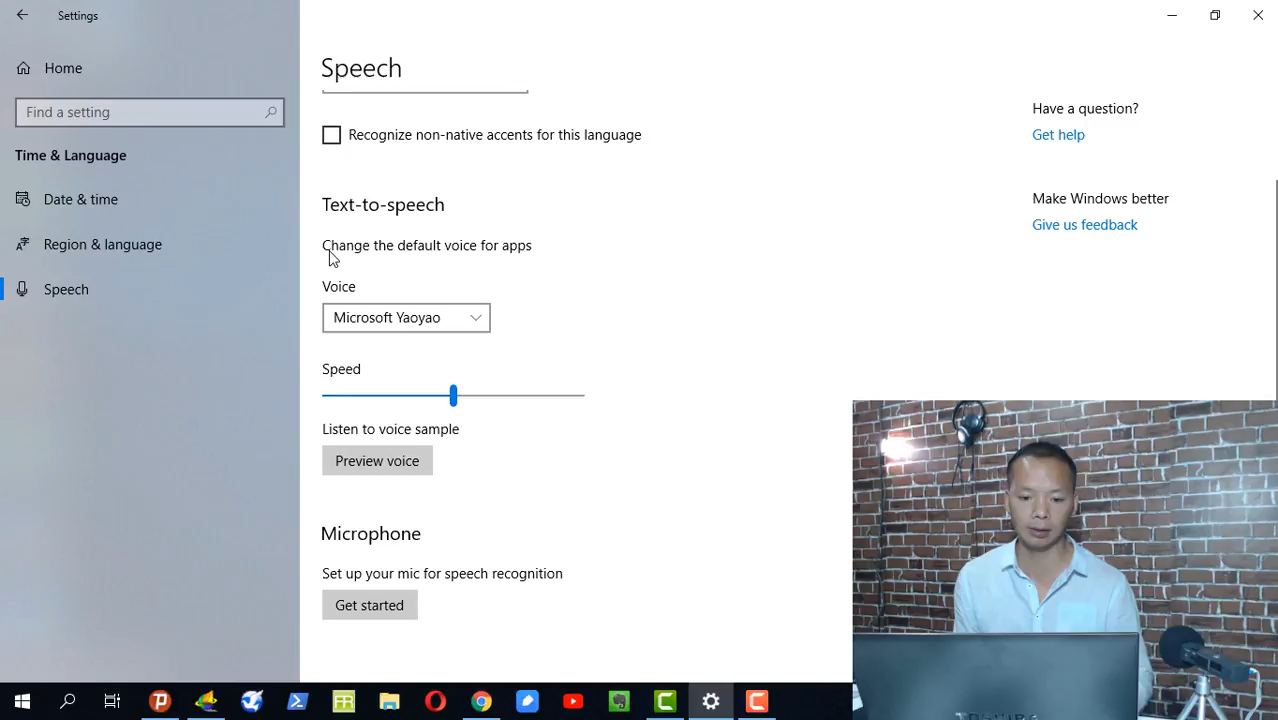 Settings
Home
Find a setting
Time & Language
Date & time
Region & language
Speech
Speech
Recognize non-native accents for this language
Text-to-speech
Change the default voice for apps
Voice
Microsoft Yaoyao
Speed
Listen to voice sample
Preview voice
Microphone
Set up your mic for speech recognition
Get started
Have a question?
Get help
Make Windows better
Give us feedback